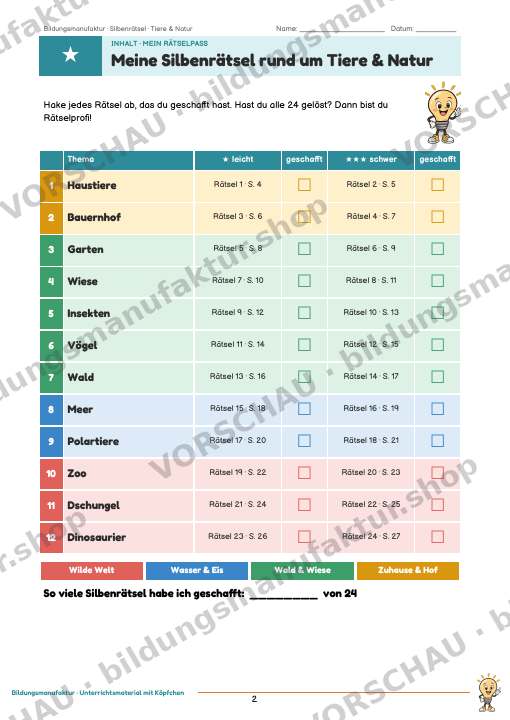 Bildungsmanufaktur · Silbenrätsel · Tiere & Natur Name: ____________________ Datum: __________
INHALT · MEIN RÄTSELPASS
★ Meine Silbenrätsel rund um Tiere & Natur
Hake jedes Rätsel ab, das du geschafft hast. Hast du alle 24 gelöst? Dann bist du
Rätselprofi!
Thema ★ leicht geschafft ★★★ schwer geschafft
1 Haustiere Rätsel 1 · S. 4 ☐ Rätsel 2 · S. 5 ☐
2 Bauernhof Rätsel 3 · S. 6 ☐ Rätsel 4 · S. 7 ☐
3 Garten Rätsel 5 · S. 8 ☐ Rätsel 6 · S. 9 ☐
4 Wiese Rätsel 7 · S. 10 ☐ Rätsel 8 · S. 11 ☐
5 Insekten Rätsel 9 · S. 12 ☐ Rätsel 10 · S. 13 ☐
6 Vögel Rätsel 11 · S. 14 ☐ Rätsel 12 · S. 15 ☐
7 Wald Rätsel 13 · S. 16 ☐ Rätsel 14 · S. 17 ☐
8 Meer Rätsel 15 · S. 18 ☐ Rätsel 16 · S. 19 ☐
9 Polartiere Rätsel 17 · S. 20 ☐ Rätsel 18 · S. 21 ☐
10 Zoo Rätsel 19 · S. 22 ☐ Rätsel 20 · S. 23 ☐
11 Dschungel Rätsel 21 · S. 24 ☐ Rätsel 22 · S. 25 ☐
12 Dinosaurier Rätsel 23 · S. 26 ☐ Rätsel 24 · S. 27 ☐
Wilde Welt Wasser & Eis Wald & Wiese Zuhause & Hof
So viele Silbenrätsel habe ich geschafft: ________ von 24
Bildungsmanufaktur · Unterrichtsmaterial mit Köpfchen
2
VORSCHAU · bildungsmanufaktur.shop